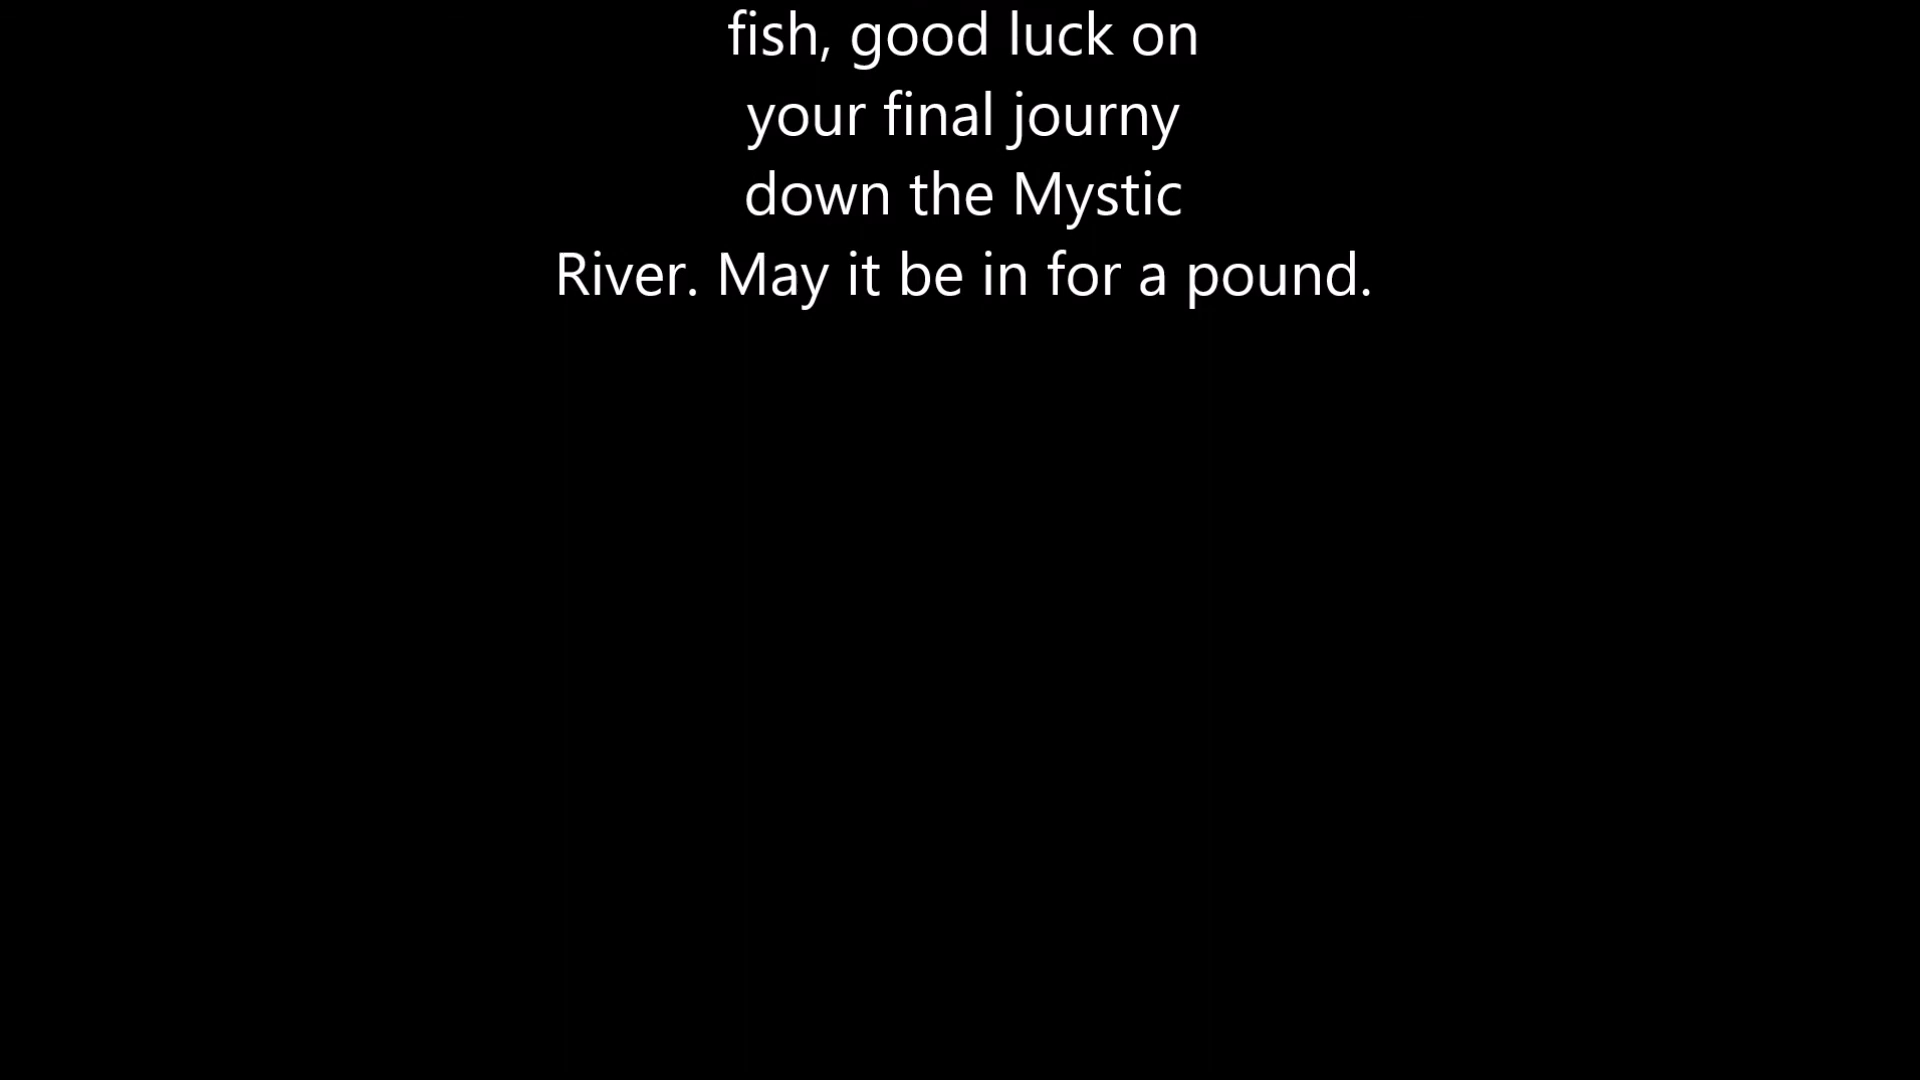 fish, good luck on
your final journy
down the Mystic
River. May it be in for a pound.